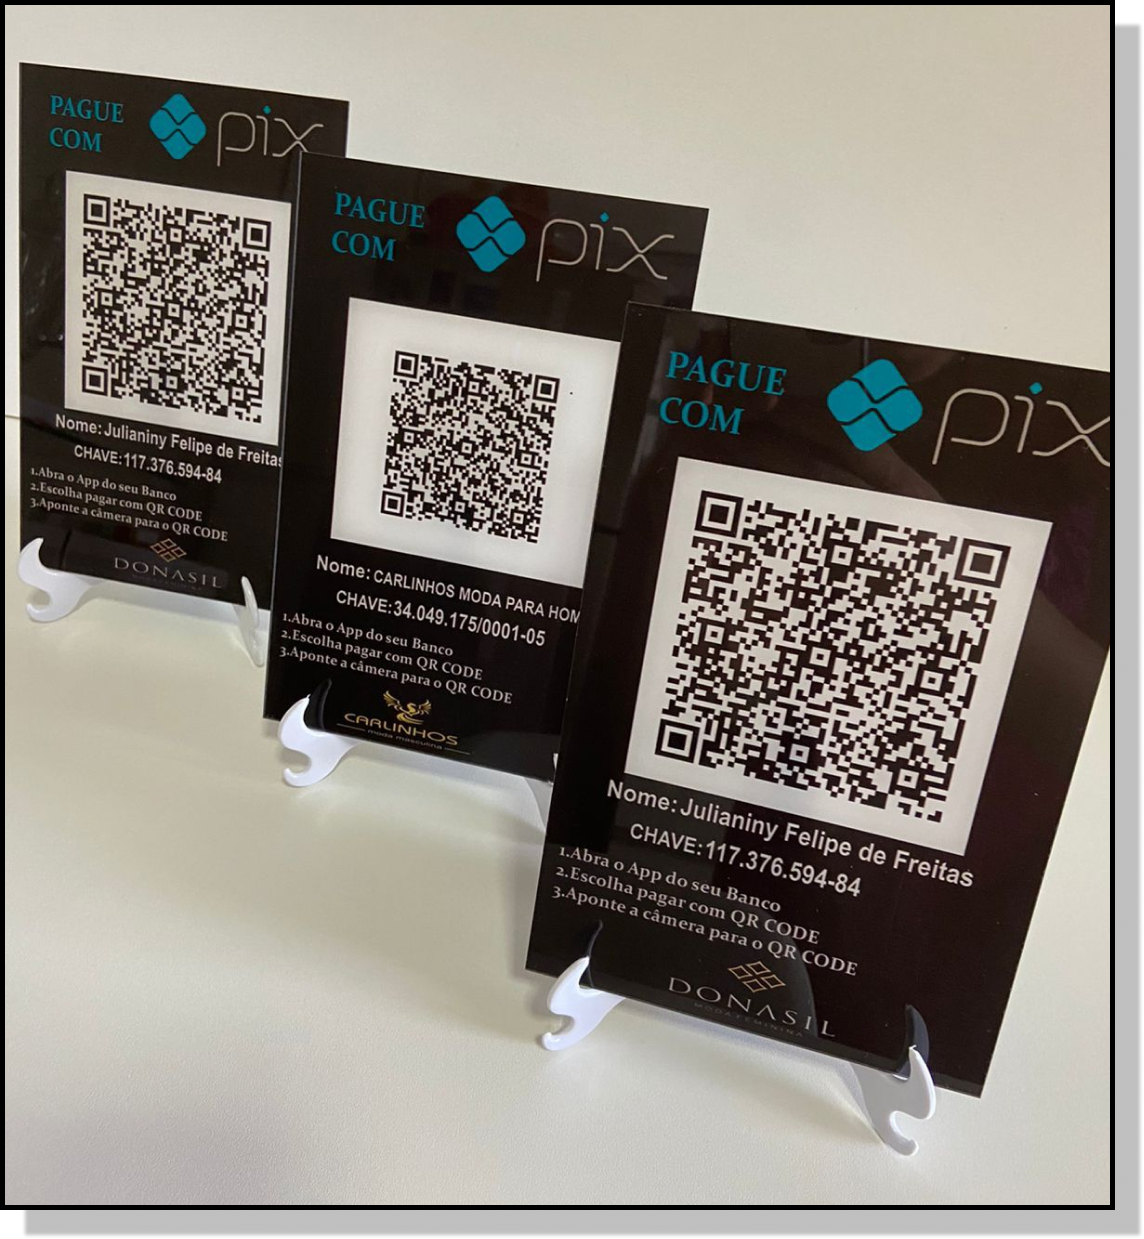 PAGUE
COM
pix
Nome: Julianiny Felipe de Freitas
CHAVE:117.376.594-84
1.Abra o App do seu Banco
2.Escolha pagar com QR CODE
3.Aponte a câmera para o QR CODE
DONASIL
PAGUE
COM
pix
Nome: CARLINHOS MODA PARA HOM
CHAVE:34.049.175/0001-05
1.Abra o App do seu Banco
2.Escolha pagar com QR CODE
3.Aponte a câmera para o QR CODE
CARLINHOS
moda masculina
PAGUE
COM
pix
Nome: Julianiny Felipe de Freitas
CHAVE:117.376.594-84
1.Abra o App do seu Banco
2.Escolha pagar com QR CODE
3.Aponte a câmera para o QR CODE
DONASIL
MODA FEMININA